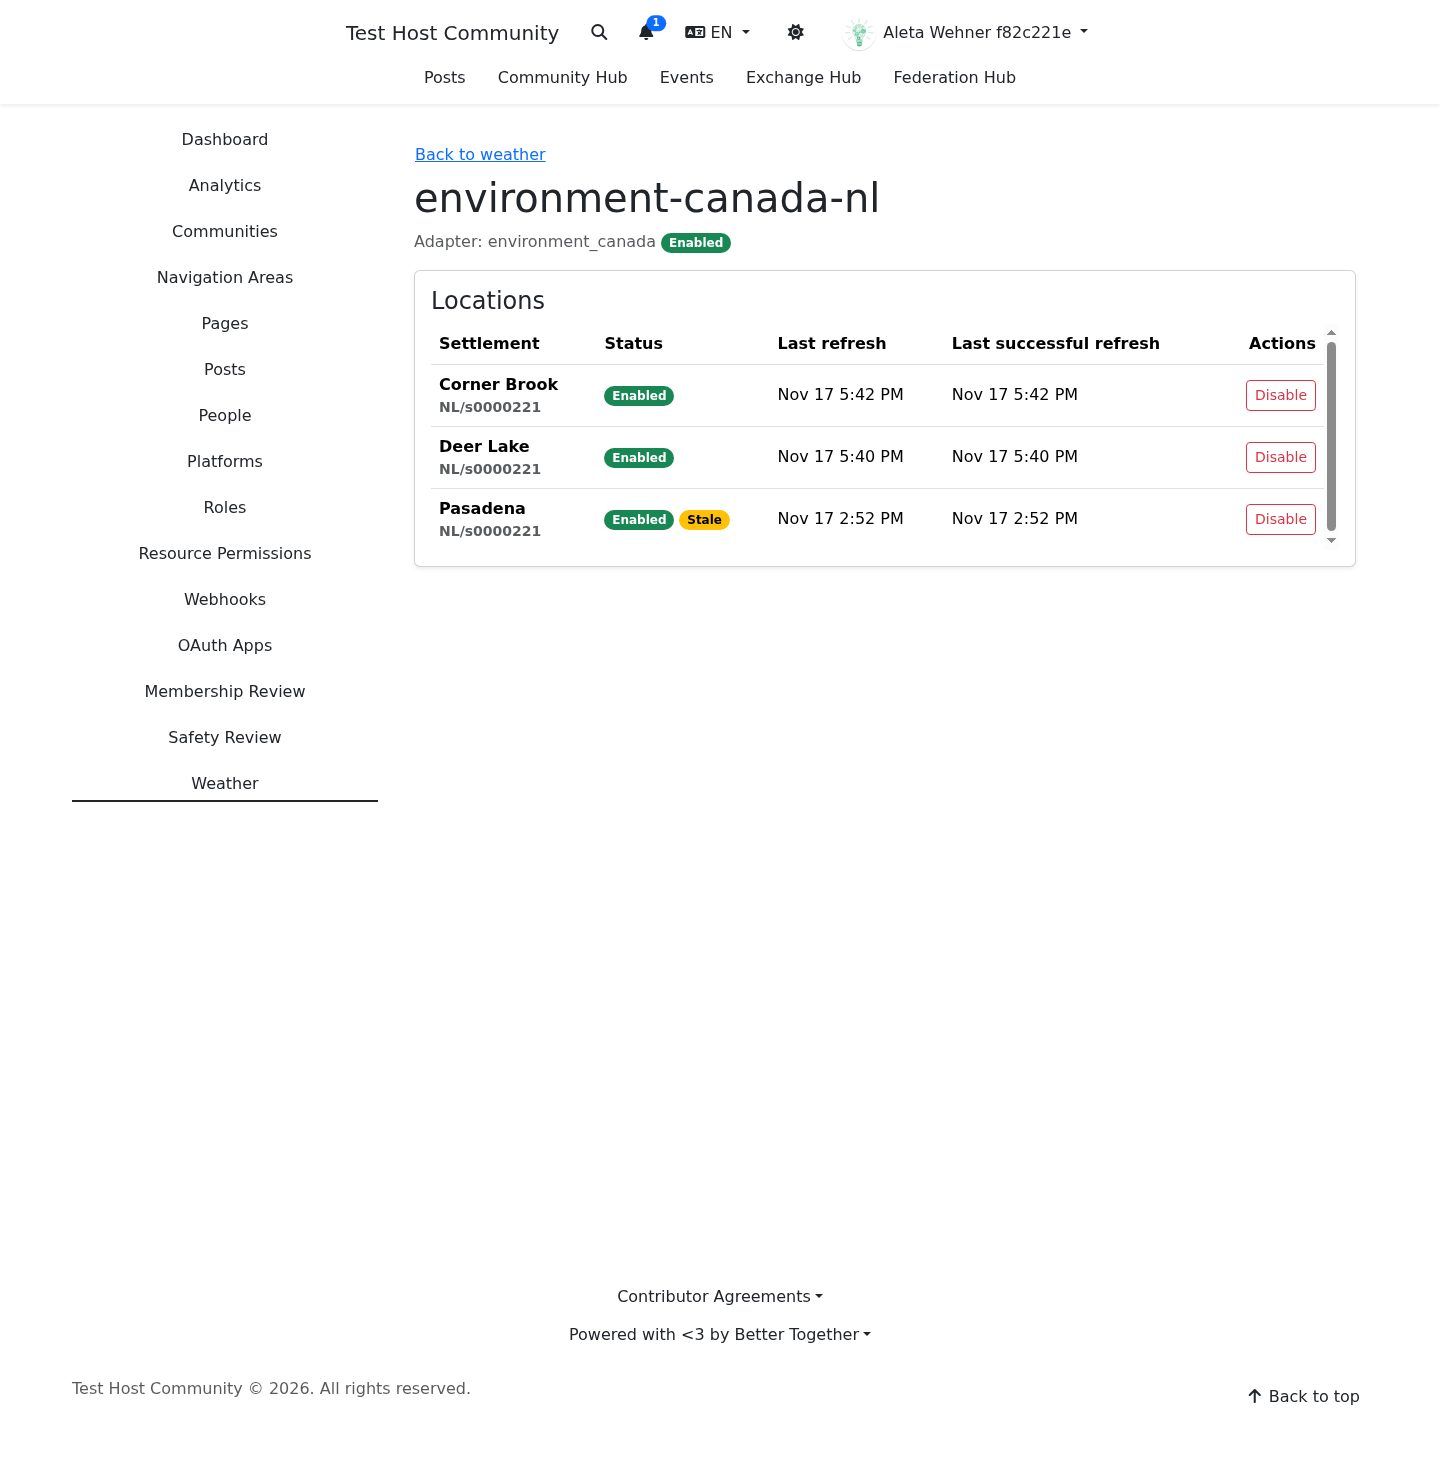 Test Host Community
1
EN
Aleta Wehner f82c221e
Posts
Community Hub
Events
Exchange Hub
Federation Hub
Dashboard
Analytics
Communities
Navigation Areas
Pages
Posts
People
Platforms
Roles
Resource Permissions
Webhooks
OAuth Apps
Membership Review
Safety Review
Weather
Back to weather
environment-canada-nl
Adapter: environment_canada Enabled
Locations
Settlement Status Last refresh Last successful refresh Actions
Corner Brook
NL/s0000221
Enabled Nov 17 5:42 PM Nov 17 5:42 PM Disable
Deer Lake
NL/s0000221
Enabled Nov 17 5:40 PM Nov 17 5:40 PM Disable
Pasadena
NL/s0000221
Enabled Stale Nov 17 2:52 PM Nov 17 2:52 PM Disable
Contributor Agreements
Powered with <3 by Better Together
Test Host Community © 2026. All rights reserved.
Back to top